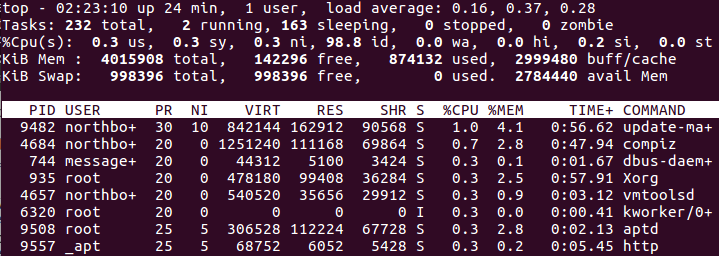 top - 02:23:10 up 24 min,  1 user,  load average: 0.16, 0.37, 0.28
Tasks: 232 total,   2 running, 163 sleeping,   0 stopped,   0 zombie
%Cpu(s):  0.3 us,  0.3 sy,  0.3 ni, 98.8 id,  0.0 wa,  0.0 hi,  0.2 si,  0.0 st
KiB Mem :  4015908 total,   142296 free,   874132 used,  2999480 buff/cache
KiB Swap:   998396 total,   998396 free,        0 used.  2784440 avail Mem
PID USER      PR  NI    VIRT    RES    SHR S  %CPU %MEM     TIME+ COMMAND
9482 northbo+  30  10  842144 162912  90568 S   1.0  4.1   0:56.62 update-ma+
4684 northbo+  20   0 1251240 111168  69864 S   0.7  2.8   0:47.94 compiz
744 message+  20   0   44312   5100   3424 S   0.3  0.1   0:01.67 dbus-daem+
935 root      20   0  478180  99408  36284 S   0.3  2.5   0:57.91 Xorg
4657 northbo+  20   0  540520  35656  29912 S   0.3  0.9   0:03.12 vmtoolsd
6320 root      20   0       0      0      0 I   0.3  0.0   0:00.41 kworker/0+
9508 root      25   5  306528 112224  67728 S   0.3  2.8   0:02.13 aptd
9557 _apt      25   5   68752   6052   5428 S   0.3  0.2   0:05.45 http